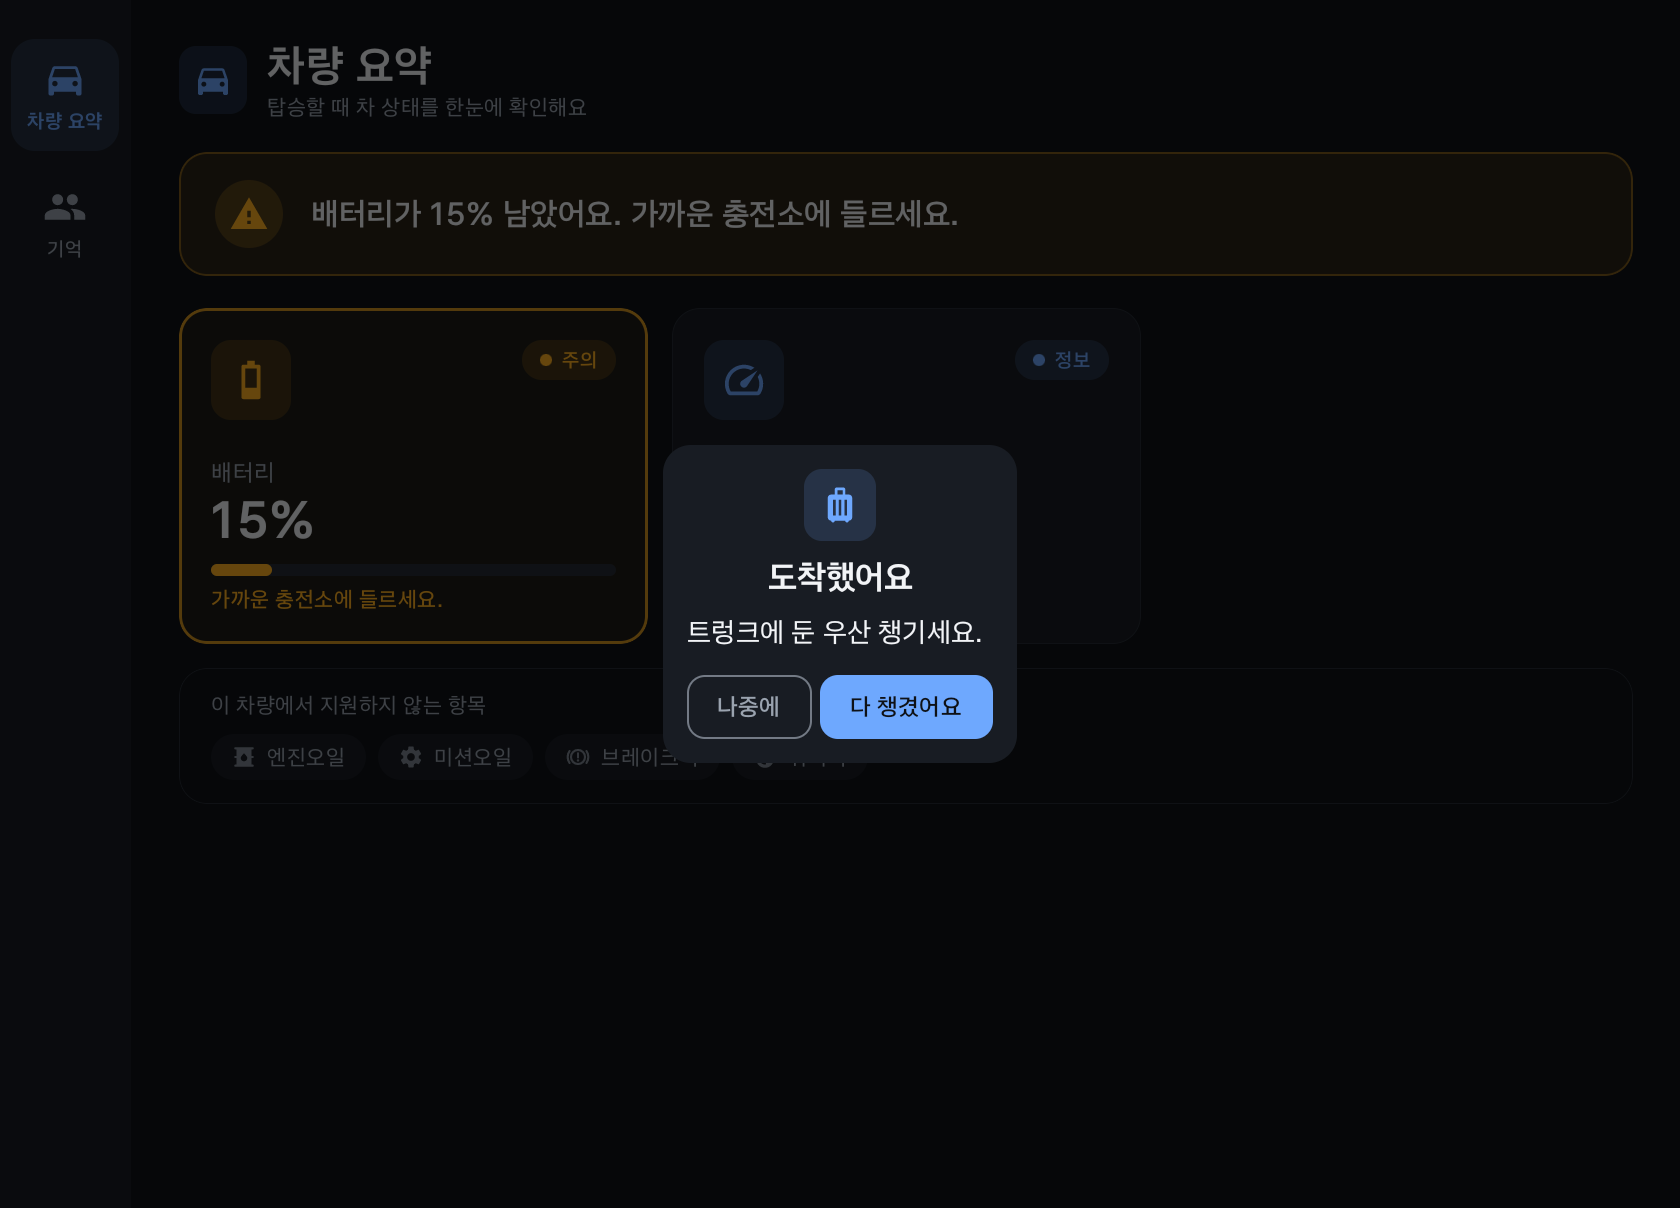 차량 요약
기억
차량 요약
탑승할 때 차 상태를 한눈에 확인해요
배터리가 15% 남았어요. 가까운 충전소에 들르세요.
주의
배터리
15%
가까운 충전소에 들르세요.
정보
도착했어요
트렁크에 둔 우산 챙기세요.
나중에
다 챙겼어요
이 차량에서 지원하지 않는 항목
엔진오일
미션오일